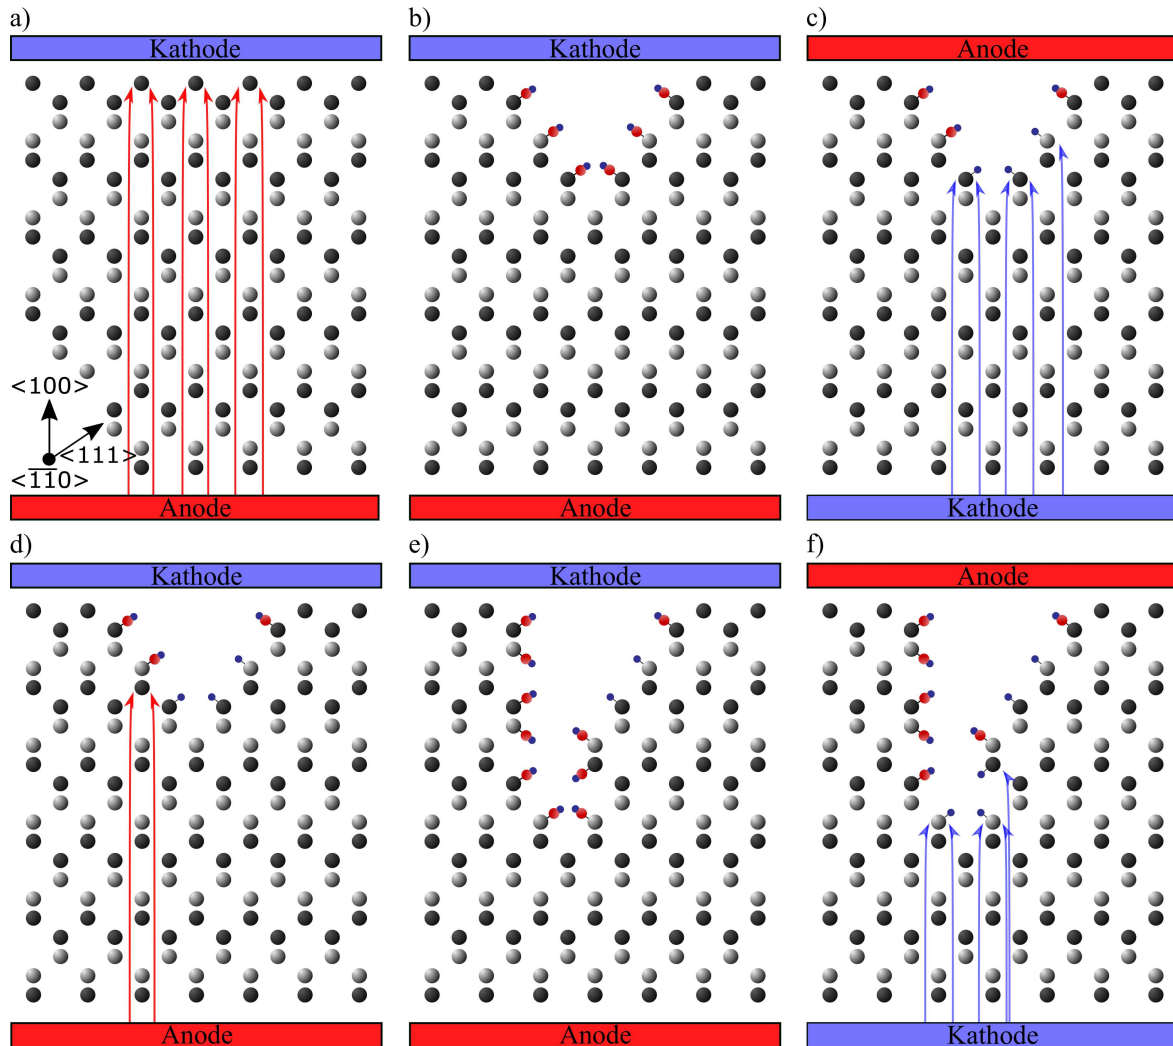 a)
Kathode
<100>
<111>
<1̅1̅0>
Anode
b)
Kathode
Anode
c)
Anode
Kathode
d)
Kathode
Anode
e)
Kathode
Anode
f)
Anode
Kathode